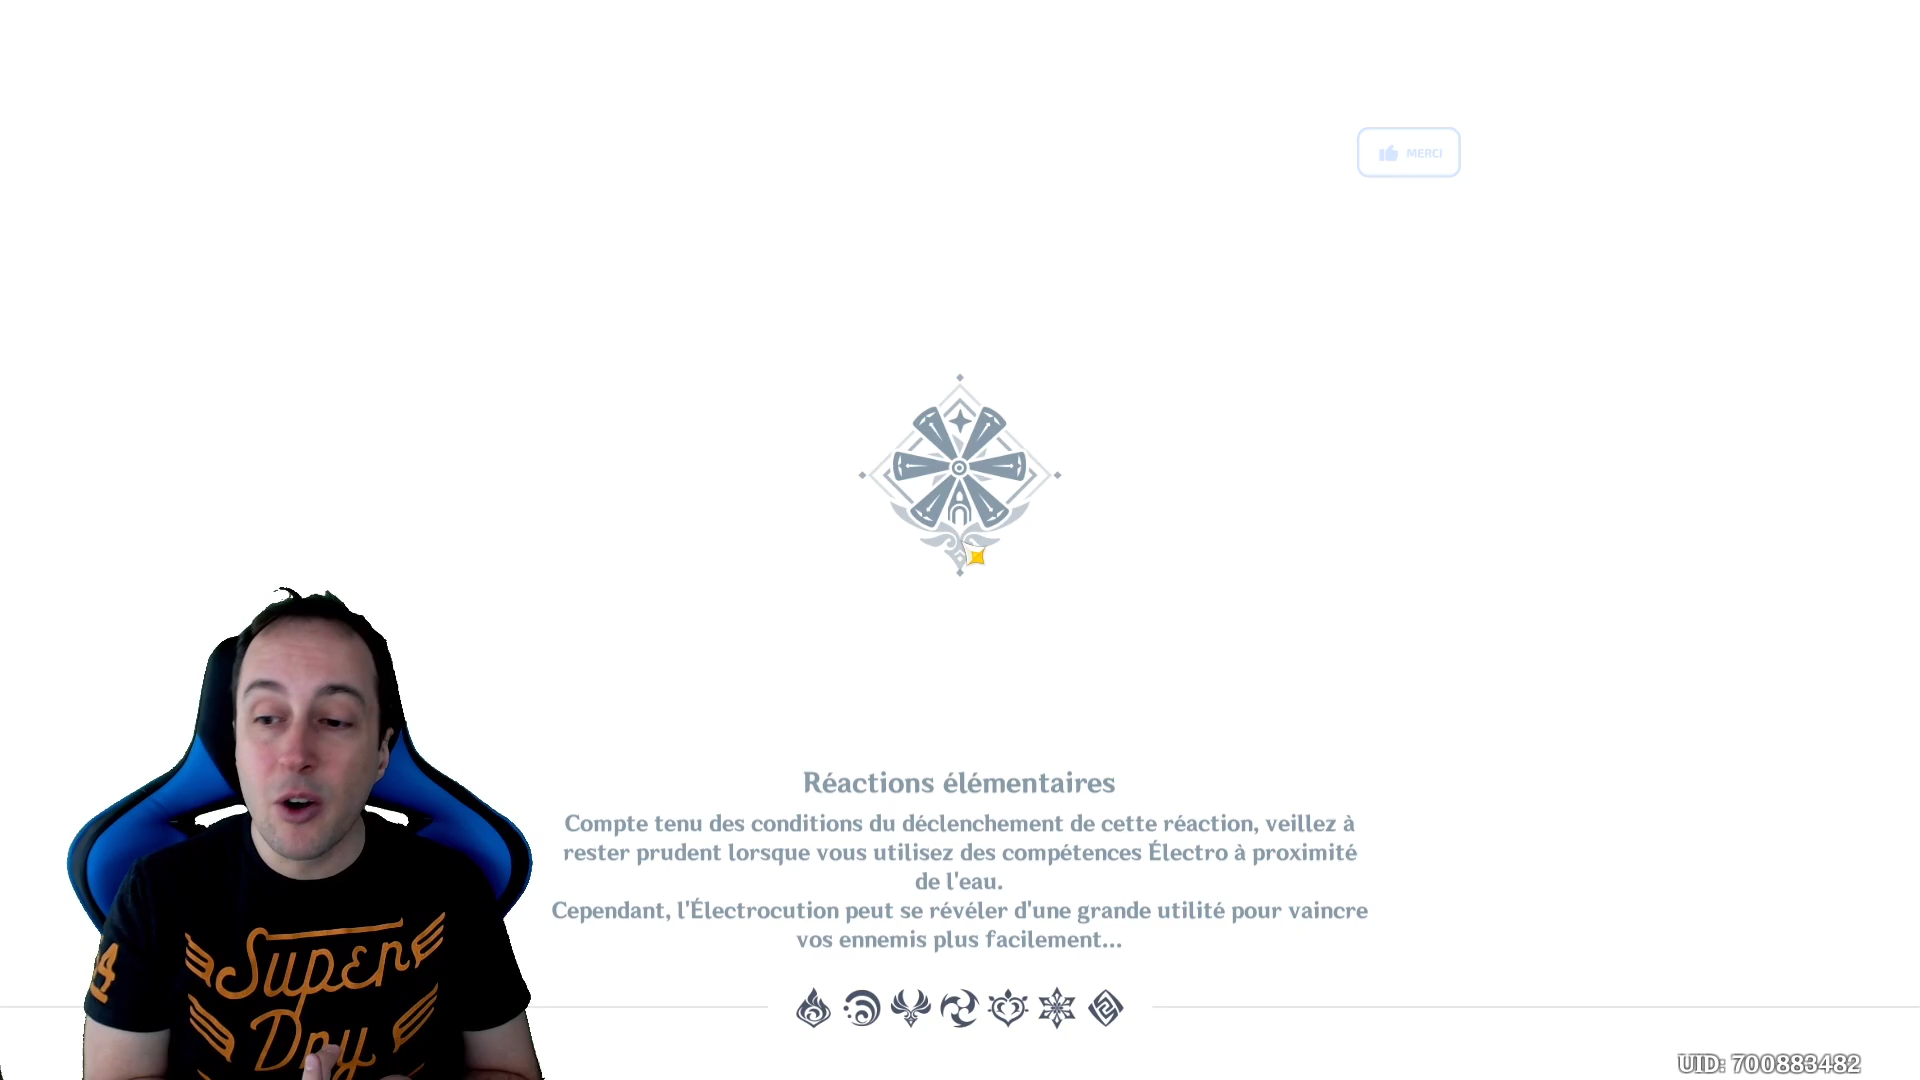 MERCI
Réactions élémentaires
Compte tenu des conditions du déclenchement de cette réaction, veillez à
rester prudent lorsque vous utilisez des compétences Électro à proximité
de l'eau.
Cependant, l'Électrocution peut se révéler d'une grande utilité pour vaincre
vos ennemis plus facilement...
Super
Dry
UID: 700883482